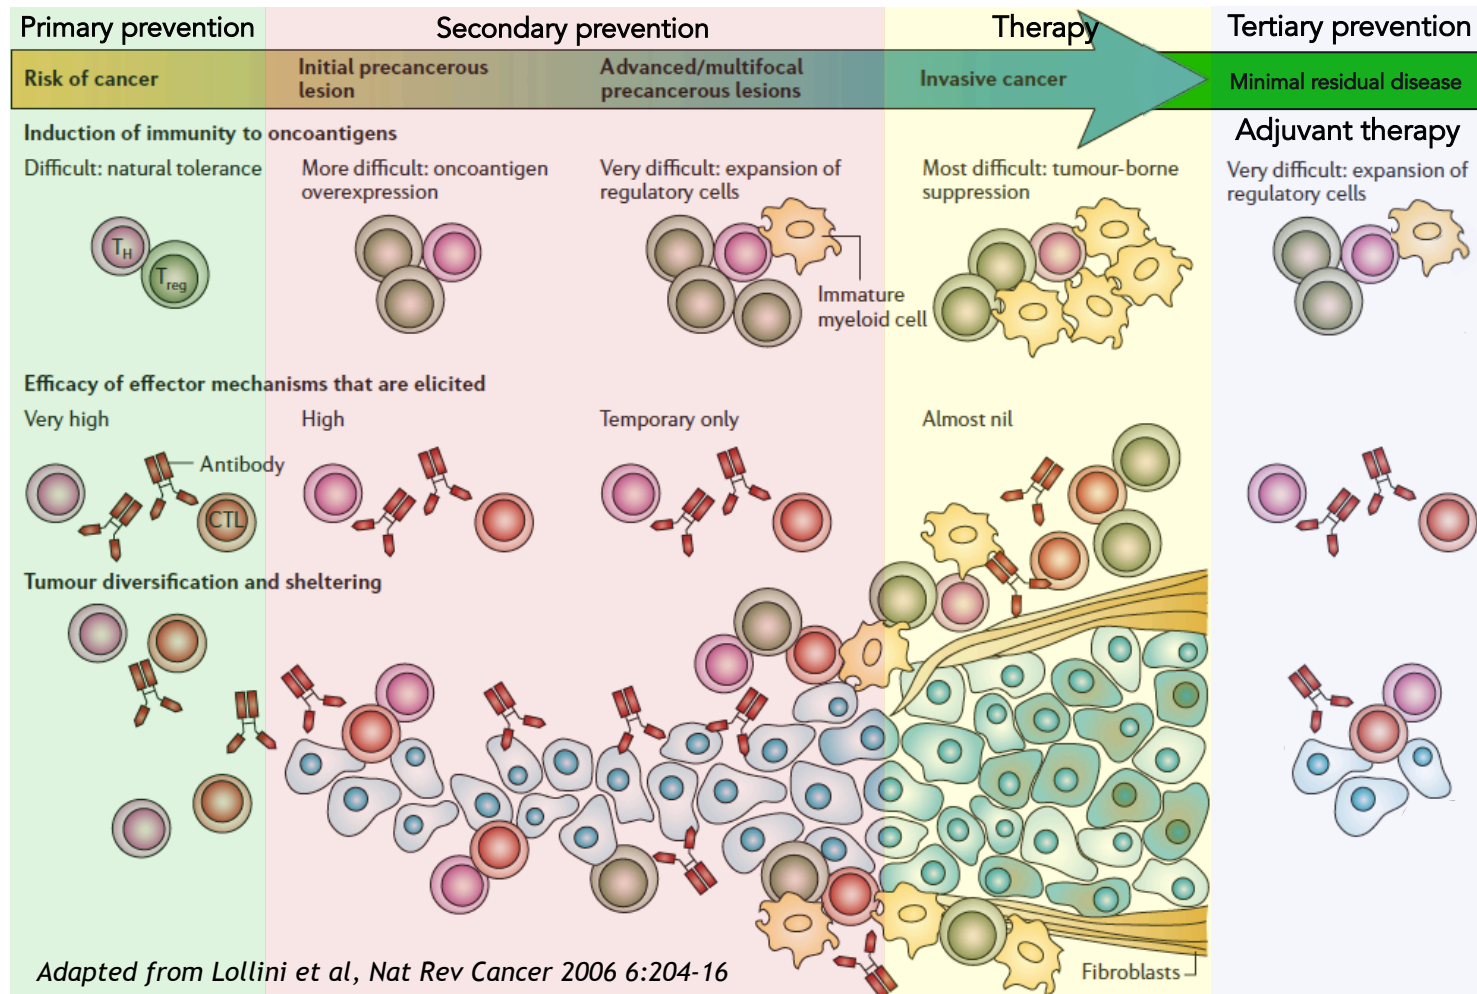 Primary prevention
Secondary prevention
Therapy
Tertiary prevention
Risk of cancer
Initial precancerous
lesion
Advanced/multifocal
precancerous lesions
Invasive cancer
Minimal residual disease
Induction of immunity to oncoantigens
Adjuvant therapy
Difficult: natural tolerance
More difficult: oncoantigen
overexpression
Very difficult: expansion of
regulatory cells
Most difficult: tumour-borne
suppression
Very difficult: expansion of
regulatory cells
TH
Treg
Immature
myeloid cell
Efficacy of effector mechanisms that are elicited
Very high
High
Temporary only
Almost nil
Antibody
CTL
Tumour diversification and sheltering
Fibroblasts
Adapted from Lollini et al, Nat Rev Cancer 2006 6:204-16